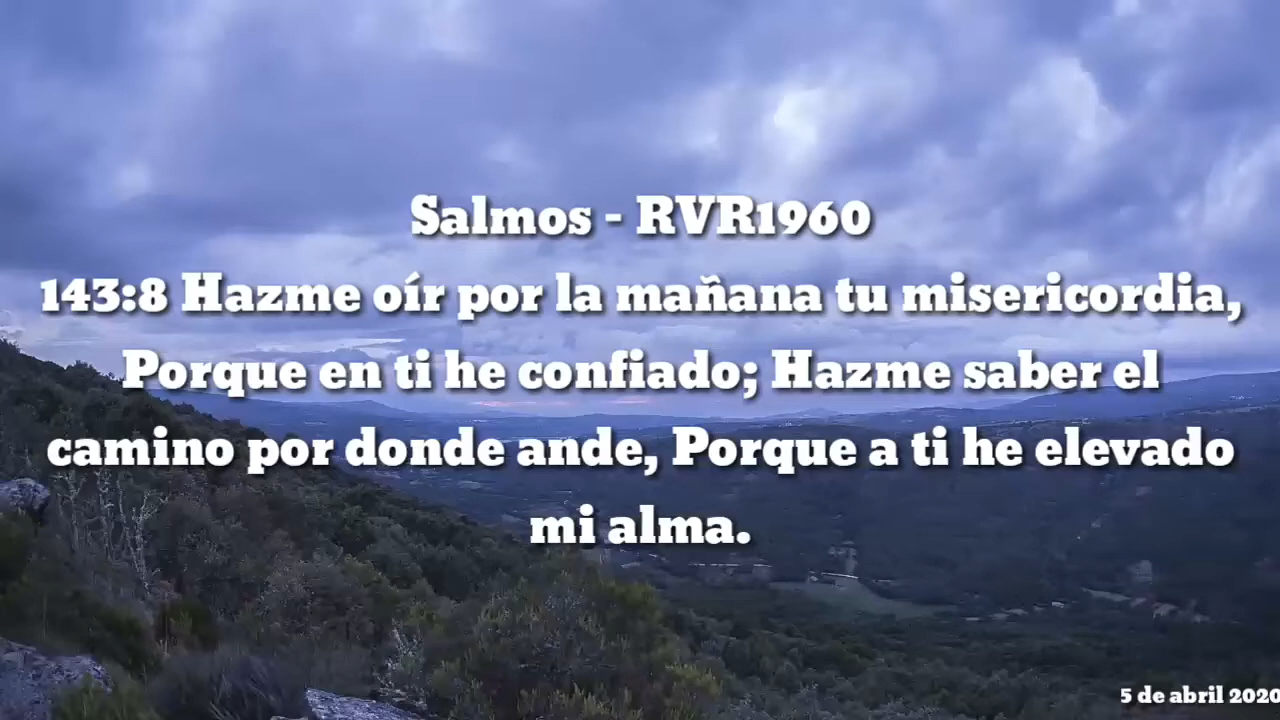 Salmos - RVR1960
143:8 Hazme oír por la mañana tu misericordia,
Porque en ti he confiado; Hazme saber el
camino por donde ande, Porque a ti he elevado
mi alma.
5 de abril 2020